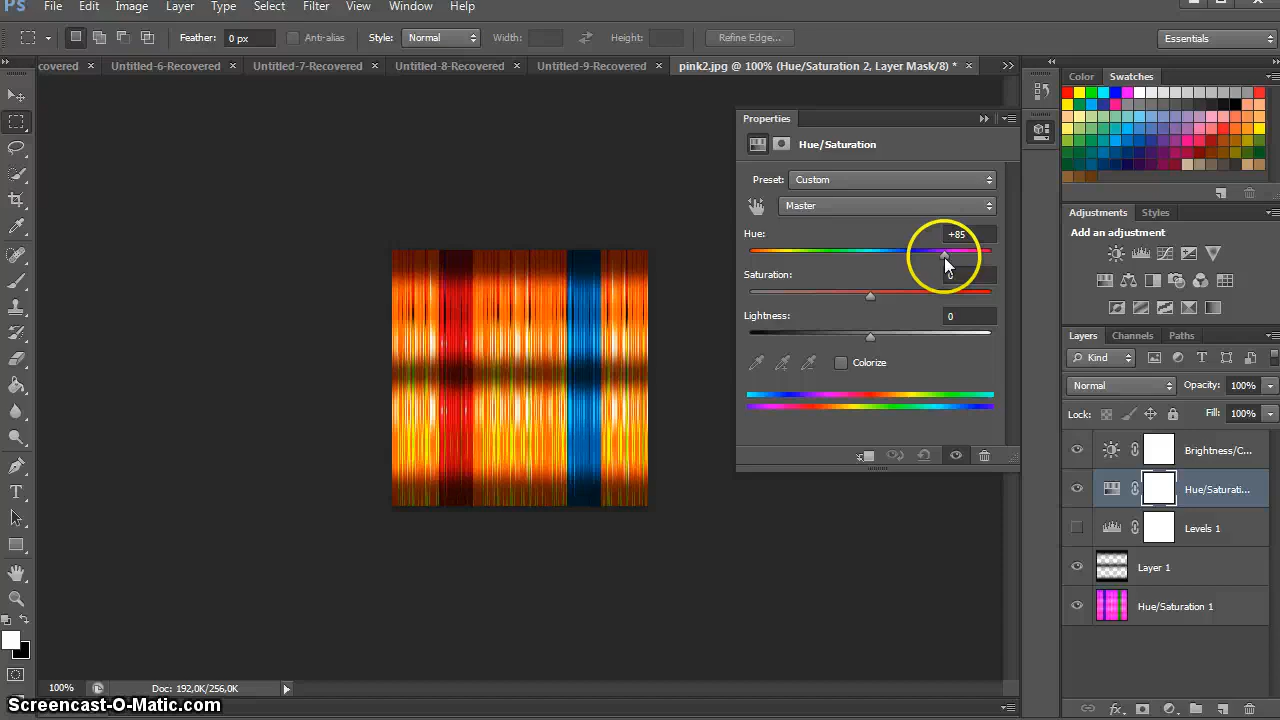 Ps File Edit Image Layer Type Select Filter View Window Help
Feather: 0 px Anti-alias Style: Normal Width: Height: Refine Edge... Essentials
covered × Untitled-6-Recovered × Untitled-7-Recovered × Untitled-8-Recovered × Untitled-9-Recovered × pink2.jpg @ 100% (Hue/Saturation 2, Layer Mask/8) * ×
Color Swatches
Properties
Hue/Saturation
Preset: Custom
Master
Hue: +85
Saturation: 0
Lightness: 0
Colorize
Adjustments Styles
Add an adjustment
Layers Channels Paths
Kind
Normal Opacity: 100%
Lock: Fill: 100%
Brightness/C...
Hue/Saturati...
Levels 1
Layer 1
Hue/Saturation 1
100% Doc: 192,0K/256,0K
Screencast-O-Matic.com